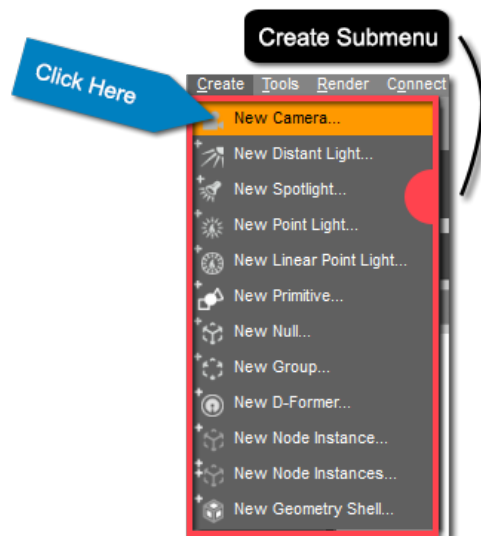 Create Submenu
Click Here
Create Tools Render Connect
New Camera...
New Distant Light...
New Spotlight...
New Point Light...
New Linear Point Light...
New Primitive...
New Null...
New Group...
New D-Former...
New Node Instance...
New Node Instances...
New Geometry Shell...